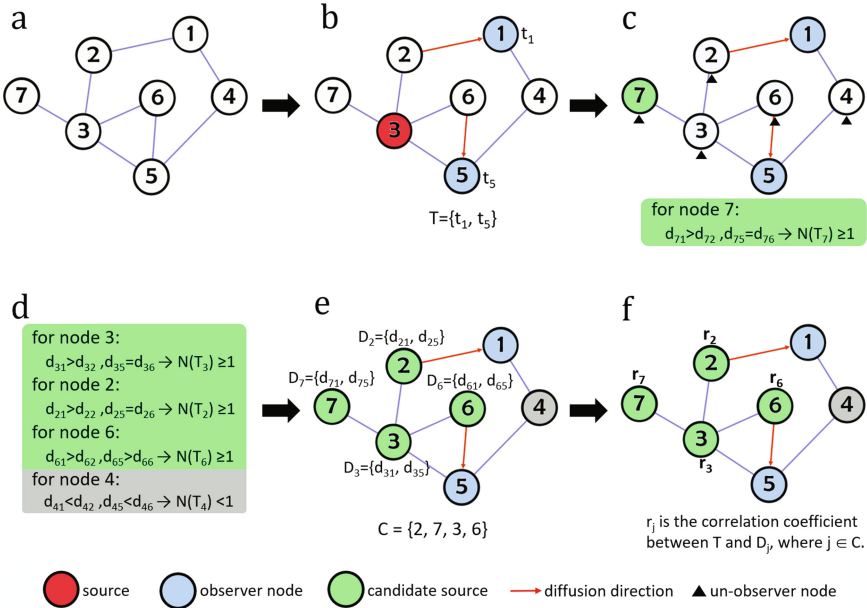 a
1
2
7
6
4
3
5
b
1
t₁
2
7
6
4
3
5
t₅
T={t₁, t₅}
c
1
2
7
6
4
3
5
for node 7:
d₇₁>d₇₂ ,d₇₅=d₇₆ → N(T₇) ≥1
d
for node 3:
d₃₁>d₃₂ ,d₃₅=d₃₆ → N(T₃) ≥1
for node 2:
d₂₁>d₂₂ ,d₂₅=d₂₆ → N(T₂) ≥1
for node 6:
d₆₁>d₆₂ ,d₆₅>d₆₆ → N(T₆) ≥1
for node 4:
d₄₁<d₄₂ ,d₄₅<d₄₆ → N(T₄) <1
e
D₂={d₂₁, d₂₅}
1
2
D₇={d₇₁, d₇₅}
D₆={d₆₁, d₆₅}
7
6
4
3
D₃={d₃₁, d₃₅}
5
C = {2, 7, 3, 6}
f
r₂
1
2
r₇
r₆
7
6
4
3
r₃
5
rⱼ is the correlation coefficient
between T and Dⱼ, where j ∈ C.
source
observer node
candidate source
diffusion direction
un-observer node